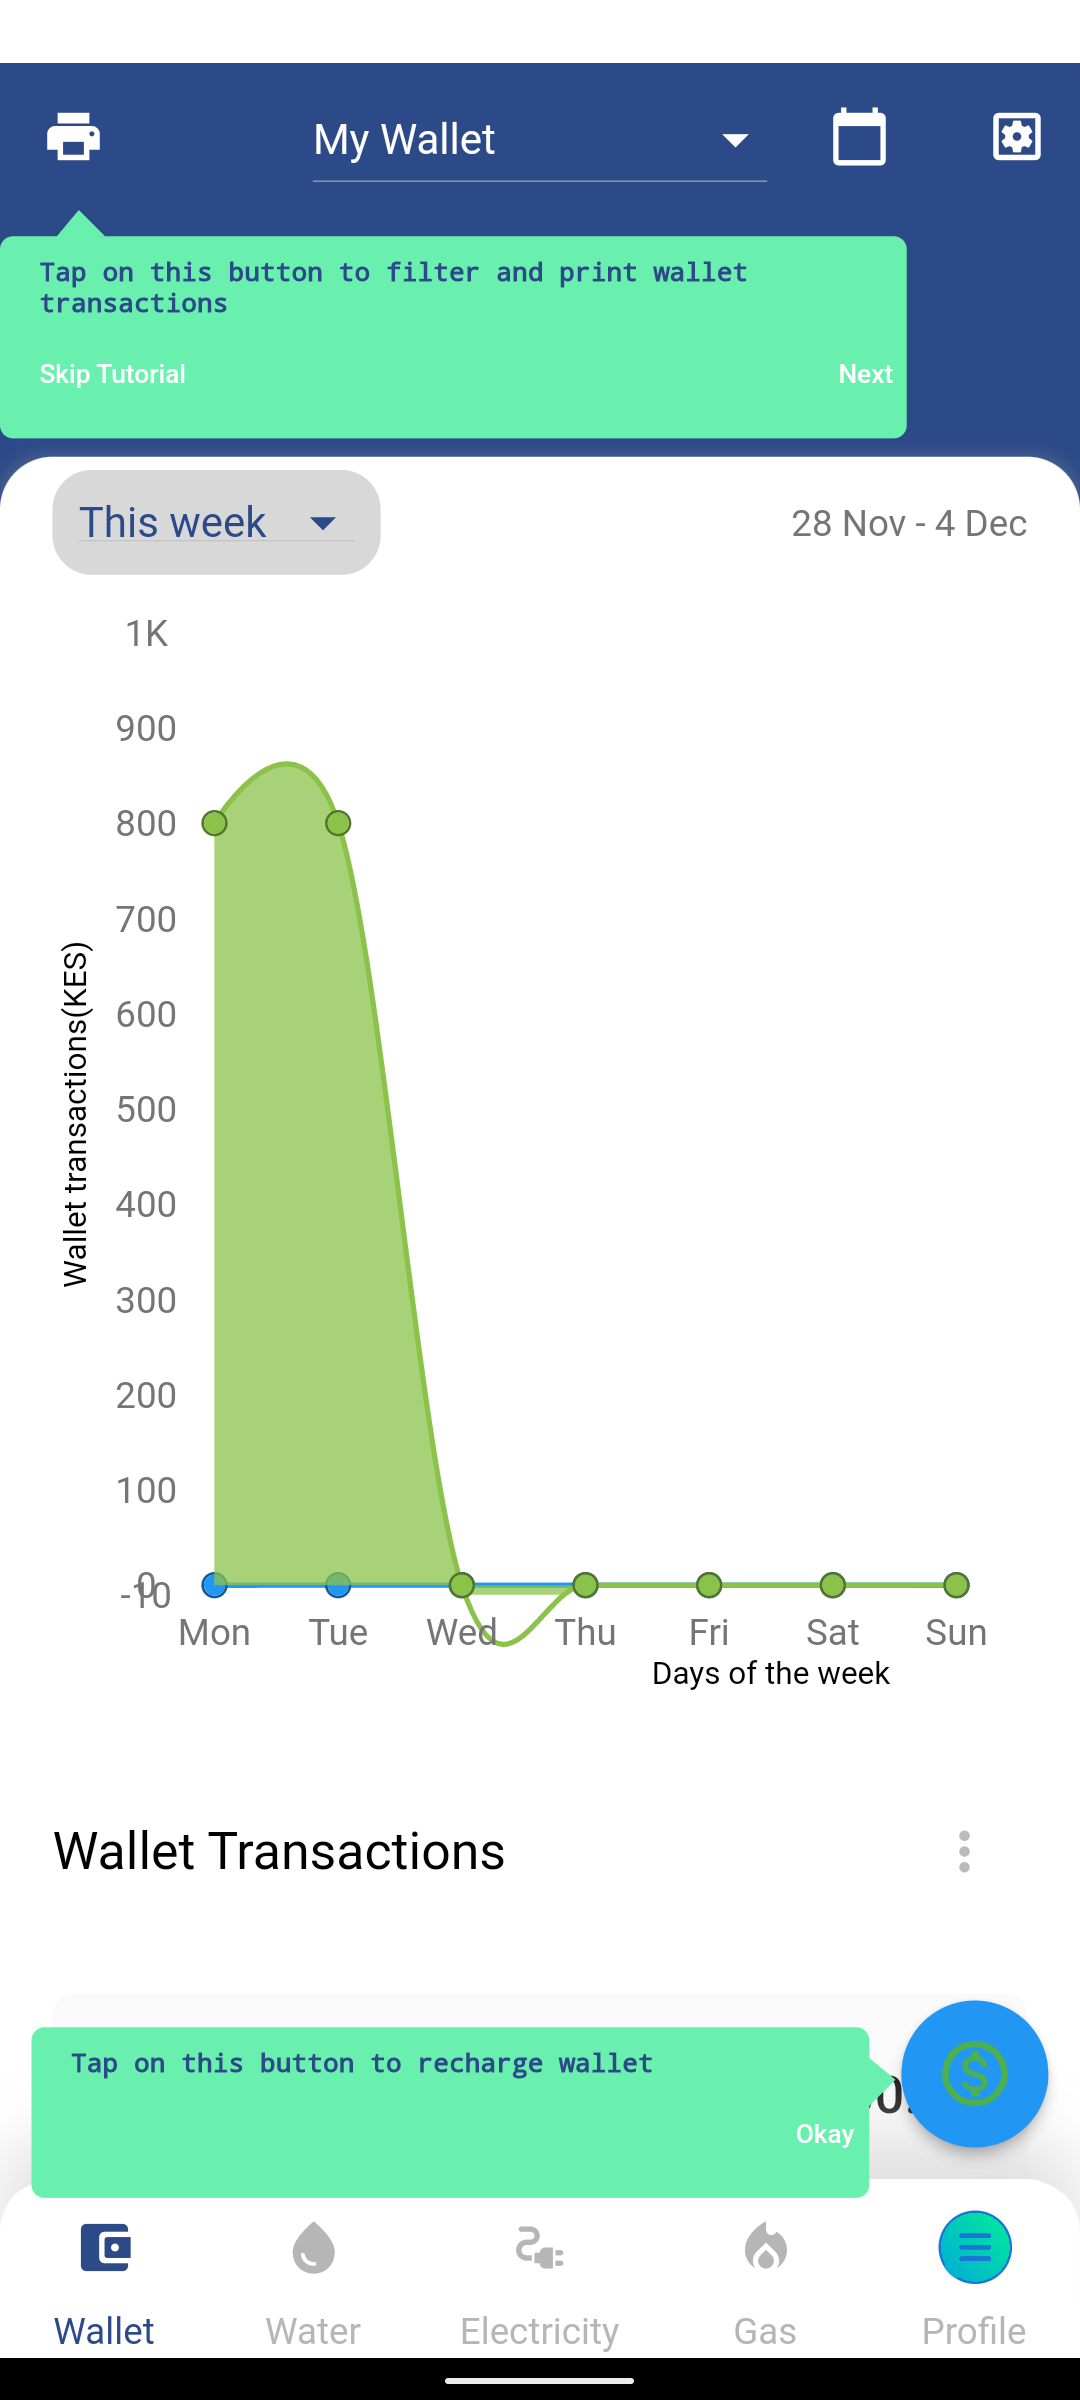 My Wallet
Tap on this button to filter and print wallet
transactions
Skip Tutorial
Next
This week
28 Nov - 4 Dec
1K
900
800
700
600
500
400
300
200
100
0
-10
Wallet transactions(KES)
Mon Tue Wed Thu Fri Sat Sun
Days of the week
Wallet Transactions
Tap on this button to recharge wallet
Okay
Wallet Water Electricity Gas Profile